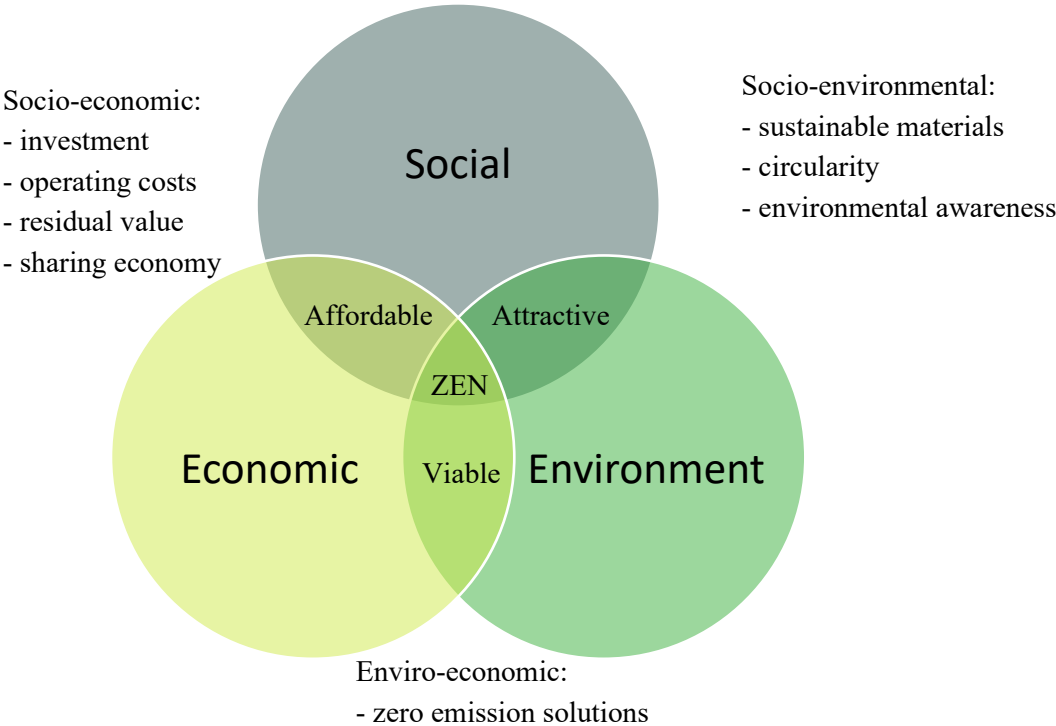 Socio-economic:
- investment
- operating costs
- residual value
- sharing economy
Social
Socio-environmental:
- sustainable materials
- circularity
- environmental awareness
Affordable
Attractive
ZEN
Economic
Viable
Environment
Enviro-economic:
- zero emission solutions